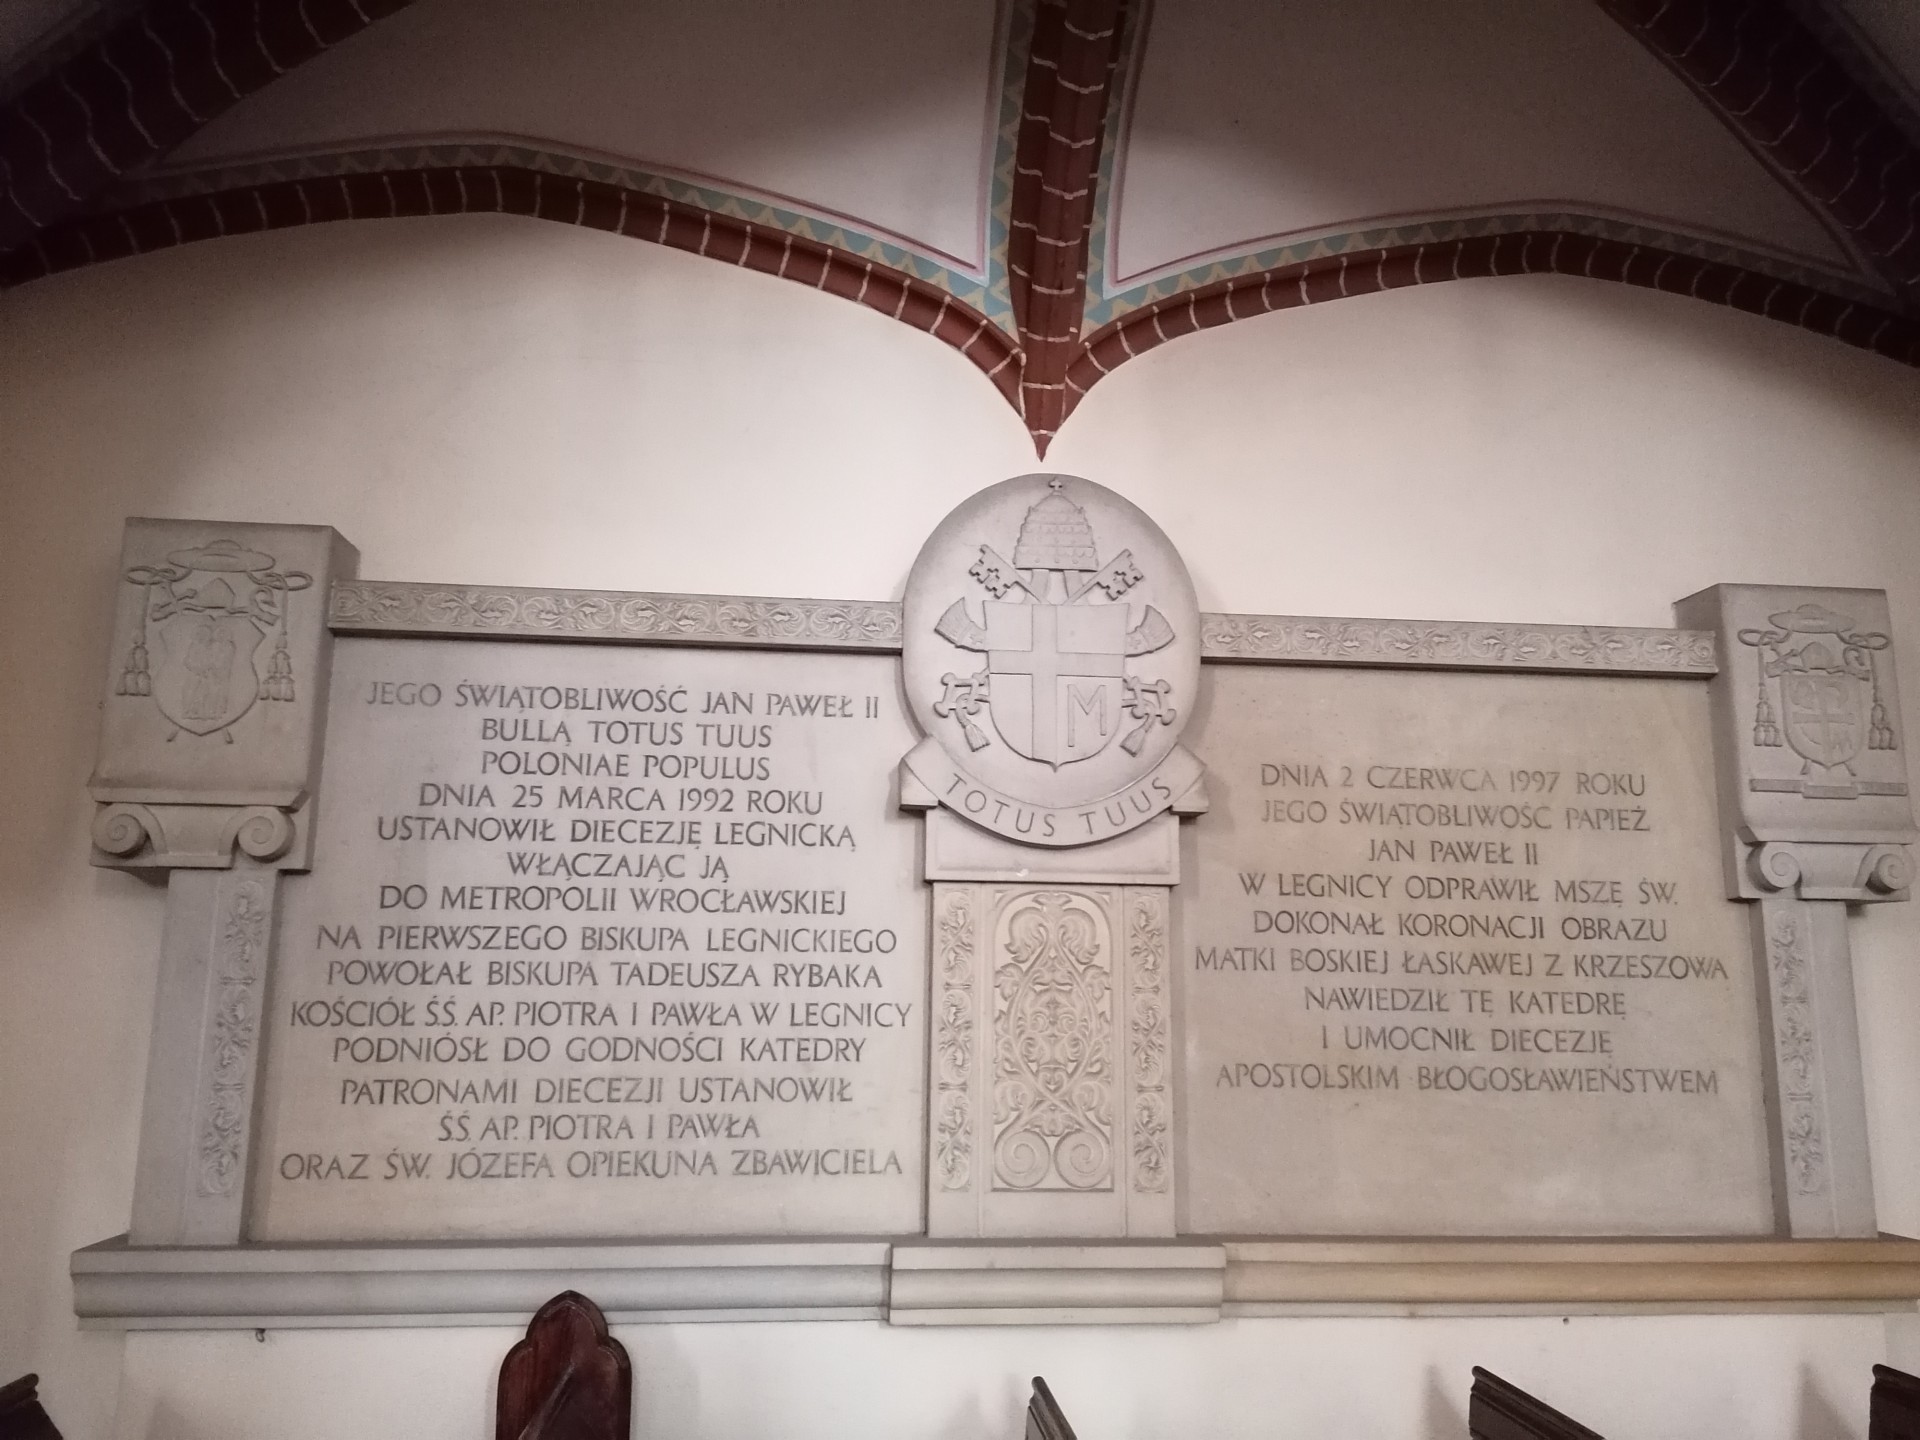 JEGO ŚWIĄTOBLIWOŚĆ JAN PAWEŁ II
BULLĄ TOTUS TUUS
POLONIAE POPULUS
DNIA 25 MARCA 1992 ROKU
USTANOWIŁ DIECEZJĘ LEGNICKĄ
WŁĄCZAJĄC JĄ
DO METROPOLII WROCŁAWSKIEJ
NA PIERWSZEGO BISKUPA LEGNICKIEGO
POWOŁAŁ BISKUPA TADEUSZA RYBAKA
KOŚCIÓŁ Ś.Ś. AP. PIOTRA I PAWŁA W LEGNICY
PODNIÓSŁ DO GODNOŚCI KATEDRY
PATRONAMI DIECEZJI USTANOWIŁ
Ś.Ś. AP. PIOTRA I PAWŁA
ORAZ ŚW. JÓZEFA OPIEKUNA ZBAWICIELA
M
TOTUS TUUS
DNIA 2 CZERWCA 1997 ROKU
JEGO ŚWIĄTOBLIWOŚĆ PAPIEŻ
JAN PAWEŁ II
W LEGNICY ODPRAWIŁ MSZĘ ŚW.
DOKONAŁ KORONACJI OBRAZU
MATKI BOSKIEJ ŁASKAWEJ Z KRZESZOWA
NAWIEDZIŁ TĘ KATEDRĘ
I UMOCNIŁ DIECEZJĘ
APOSTOLSKIM BŁOGOSŁAWIEŃSTWEM